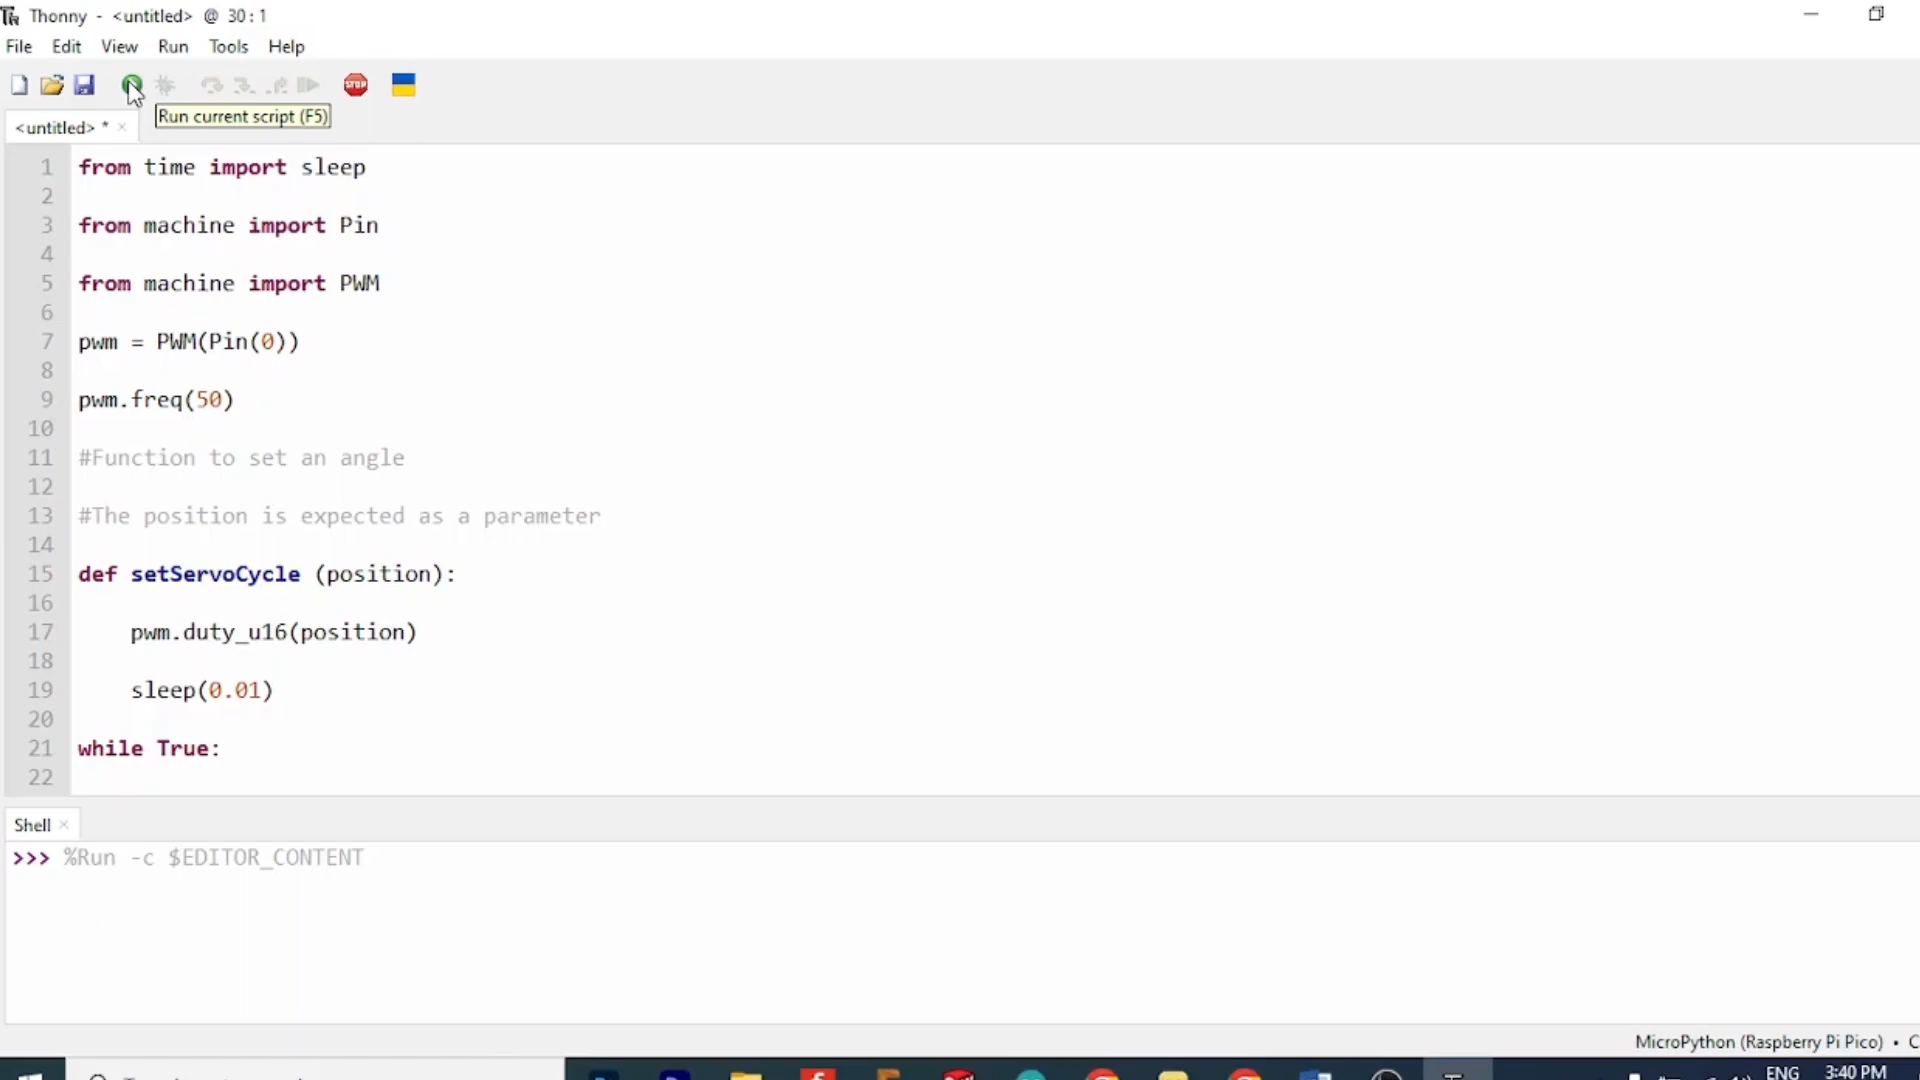 Thonny - <untitled> @ 30:1
File Edit View Run Tools Help
STOP
Run current script (F5)
<untitled> * ×
1 from time import sleep
2
3 from machine import Pin
4
5 from machine import PWM
6
7 pwm = PWM(Pin(0))
8
9 pwm.freq(50)
10
11 #Function to set an angle
12
13 #The position is expected as a parameter
14
15 def setServoCycle (position):
16
17 pwm.duty_u16(position)
18
19 sleep(0.01)
20
21 while True:
22
Shell ×
>>> %Run -c $EDITOR_CONTENT
MicroPython (Raspberry Pi Pico) • C
ENG 3:40 PM